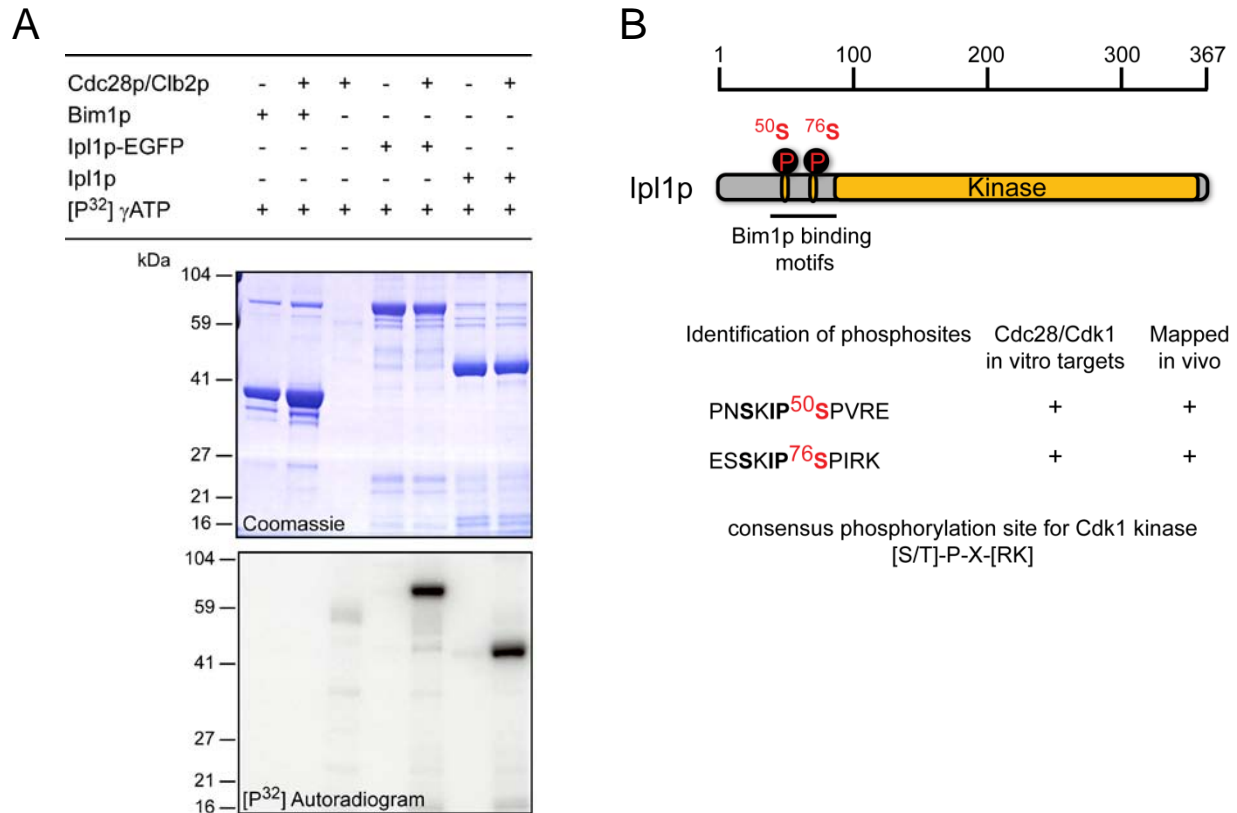 A
Cdc28p/Clb2p - + + - + - +
Bim1p + + - - - - -
Ipl1p-EGFP - - - + + - -
Ipl1p - - - - - + +
[P32] γATP + + + + + + +
kDa
104
59
41
27
21
16
Coomassie
104
59
41
27
21
16
[P32] Autoradiogram
B
1 100 200 300 367
50S 76S
P P
Ipl1p
Kinase
Bim1p binding
motifs
Identification of phosphosites Cdc28/Cdk1 Mapped
in vitro targets in vivo
PNSKIP50SPVRE + +
ESSKIP76SPIRK + +
consensus phosphorylation site for Cdk1 kinase
[S/T]-P-X-[RK]